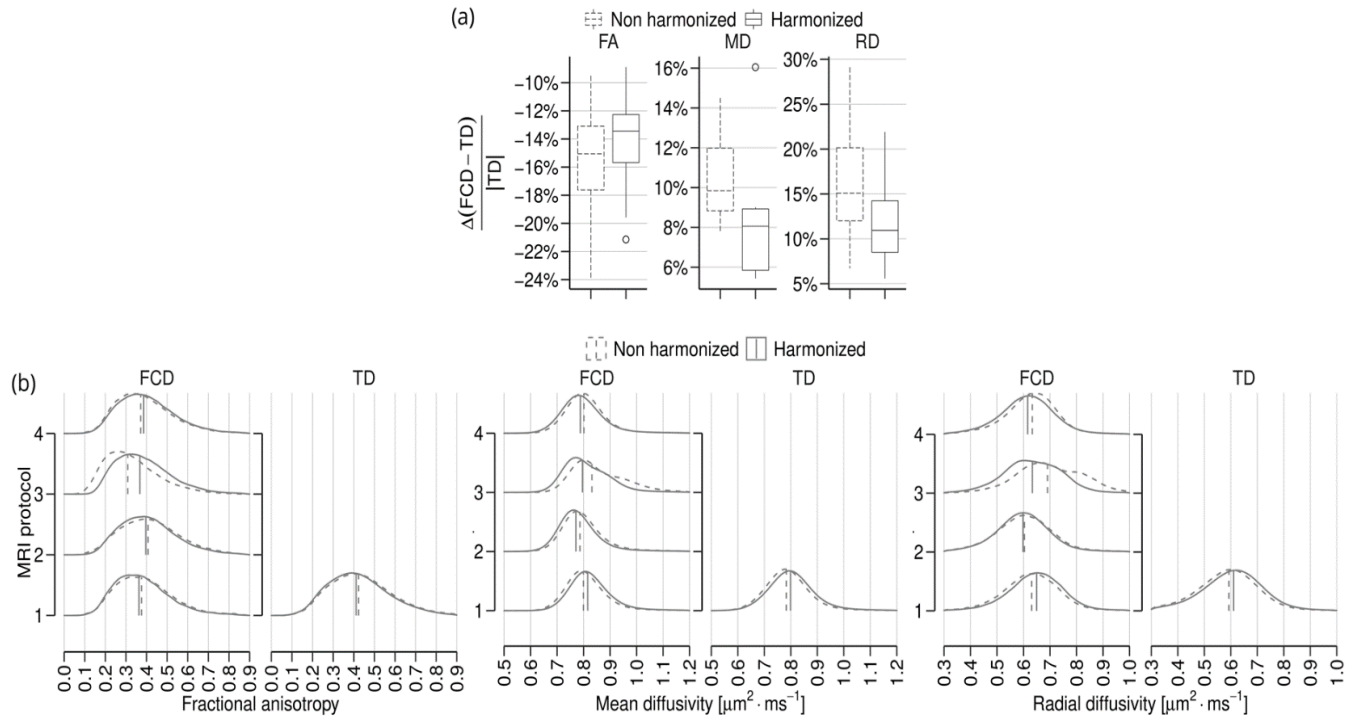 (a)
Non harmonized Harmonized
FA MD RD
Δ(FCD − TD)
|TD|
−10%
−12%
−14%
−16%
−18%
−20%
−22%
−24%
16%
14%
12%
10%
8%
6%
30%
25%
20%
15%
10%
5%
Non harmonized Harmonized
(b)
FCD TD FCD TD FCD TD
MRI protocol
4
3
2
1
4
3
2
1
4
3
2
1
0.0 0.1 0.2 0.3 0.4 0.5 0.6 0.7 0.8 0.9 0.0 0.1 0.2 0.3 0.4 0.5 0.6 0.7 0.8 0.9
Fractional anisotropy
0.5 0.6 0.7 0.8 0.9 1.0 1.1 1.2 0.5 0.6 0.7 0.8 0.9 1.0 1.1 1.2
Mean diffusivity [μm² · ms⁻¹]
0.3 0.4 0.5 0.6 0.7 0.8 0.9 1.0 0.3 0.4 0.5 0.6 0.7 0.8 0.9 1.0
Radial diffusivity [μm² · ms⁻¹]